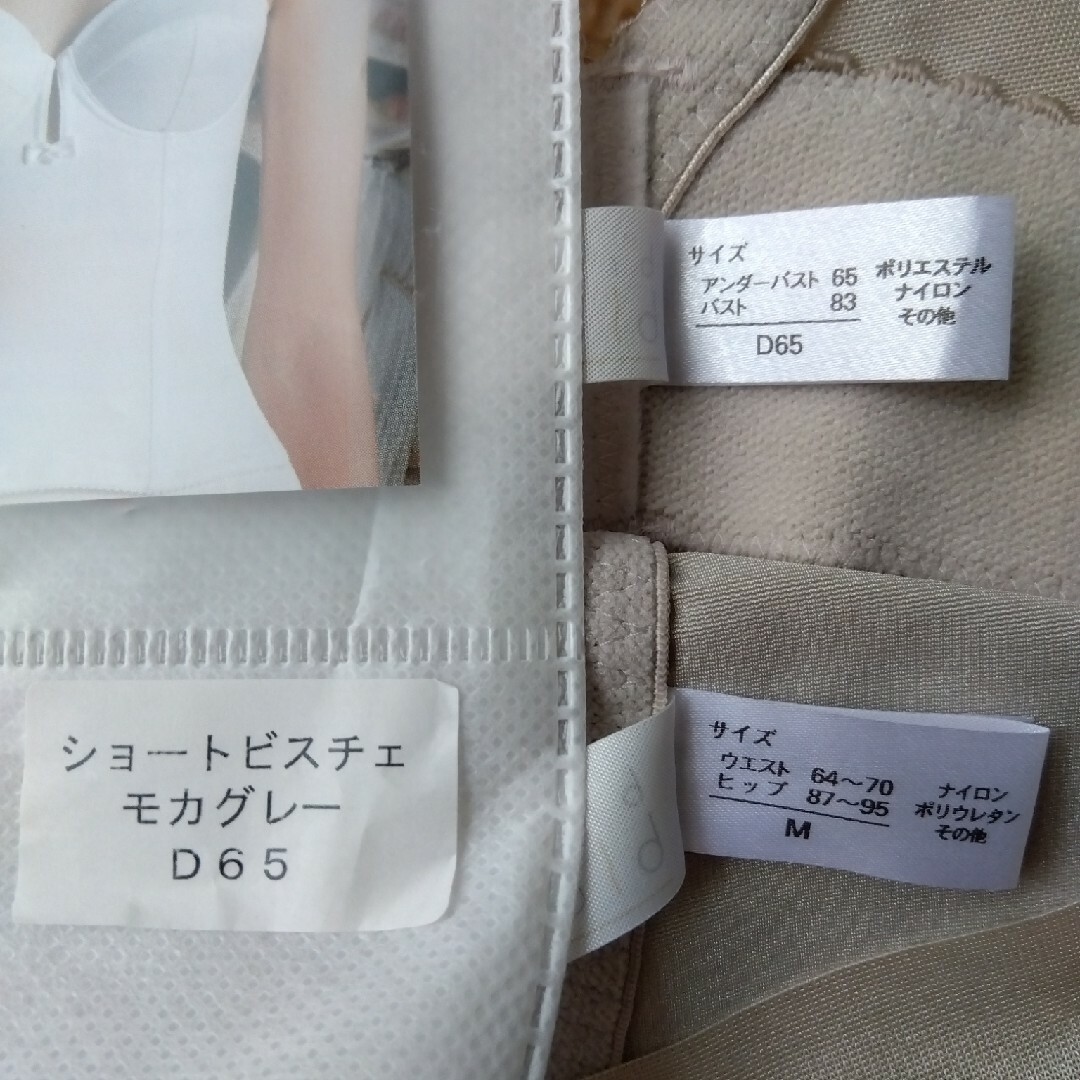 サイズ
アンダーバスト 65
バスト 83
D65
ポリエステル
ナイロン
その他
ショートビスチェ
モカグレー
D65
サイズ
ウエスト 64～70
ヒップ 87～95
M
ナイロン
ポリウレタン
その他